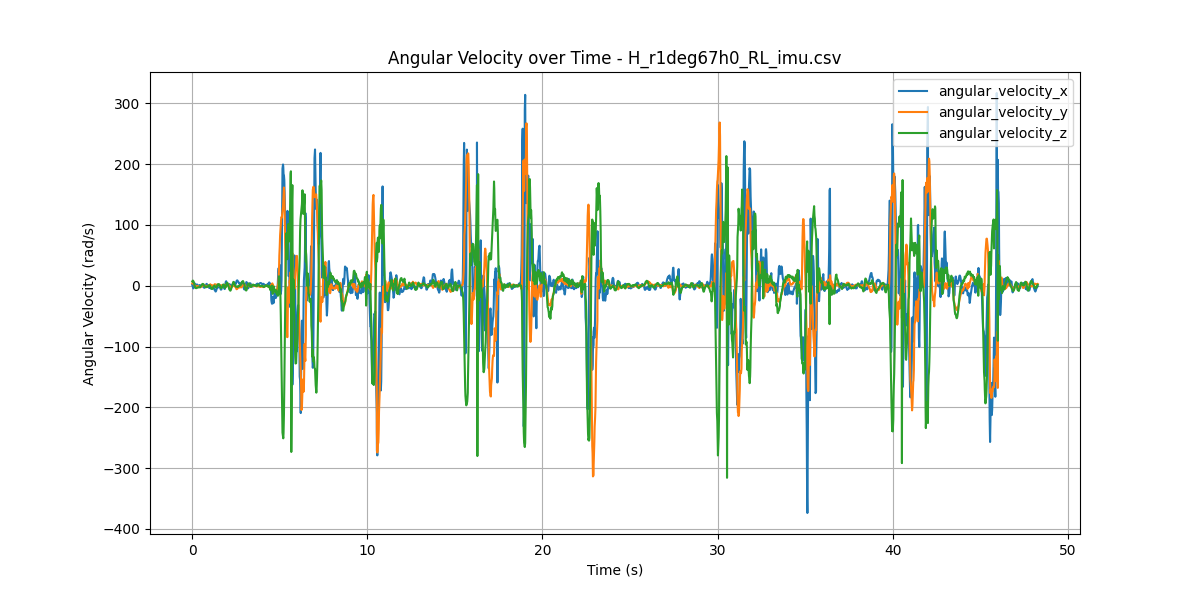 Angular Velocity over Time - H_r1deg67h0_RL_imu.csv
angular_velocity_x
angular_velocity_y
angular_velocity_z
Angular Velocity (rad/s)
300
200
100
0
−100
−200
−300
−400
0 10 20 30 40 50
Time (s)